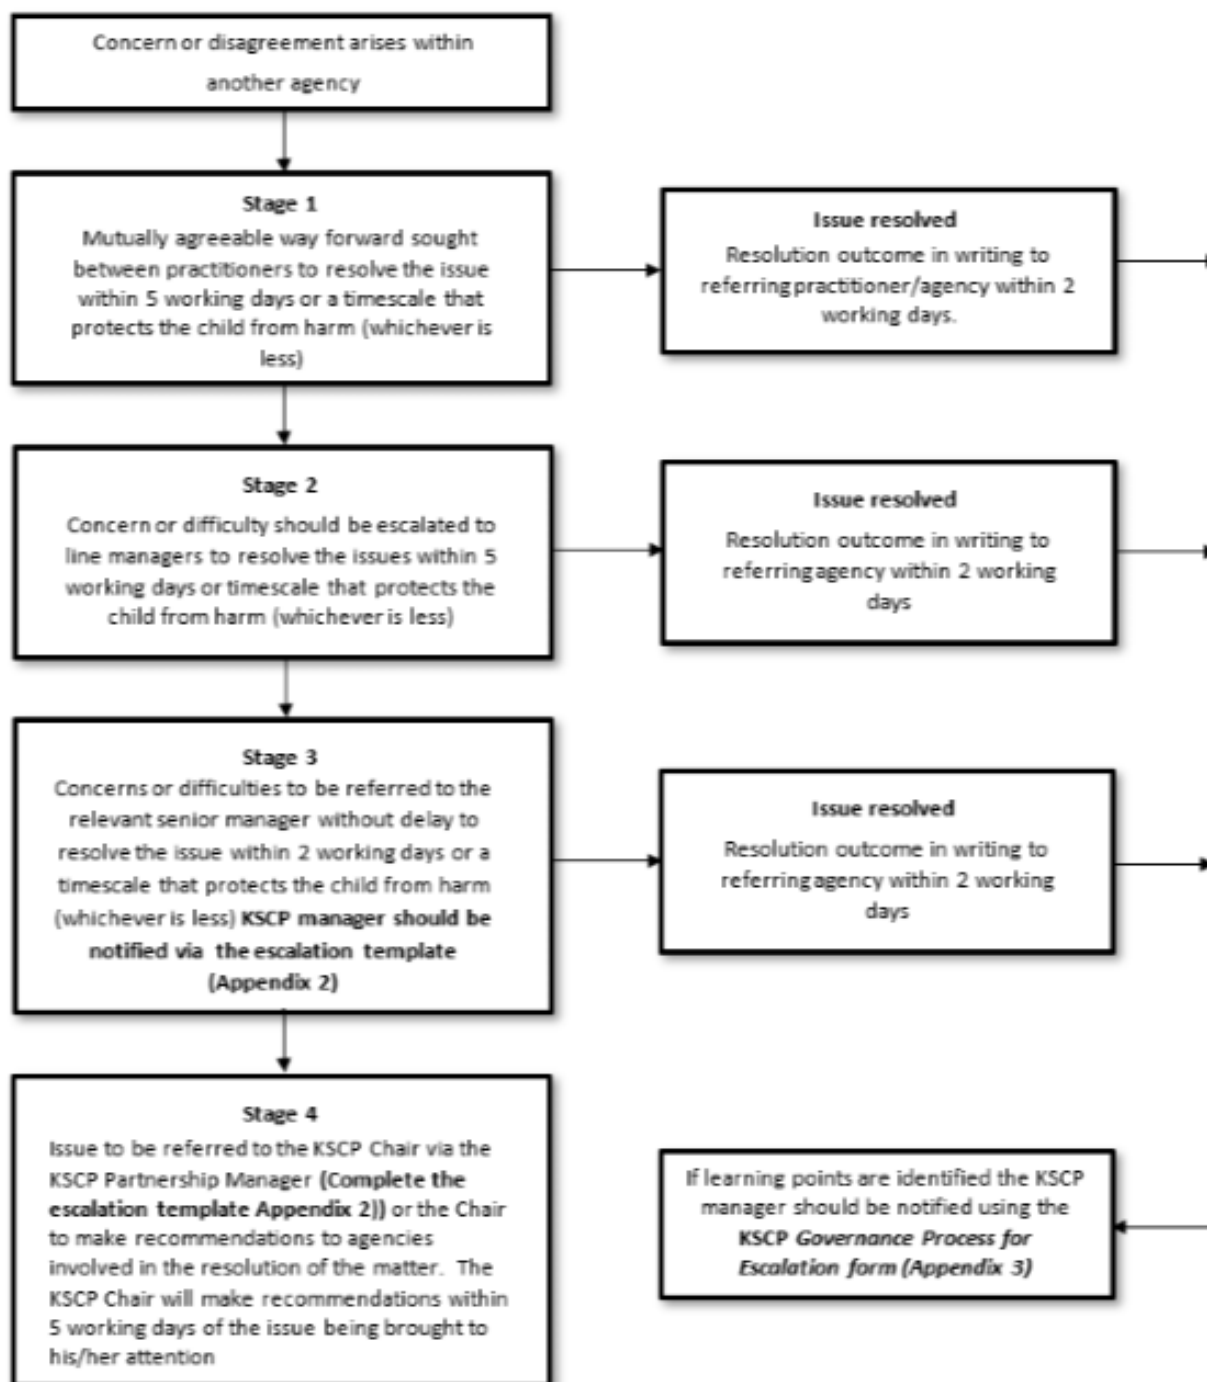 Concern or disagreement arises within
another agency
Stage 1
Mutually agreeable way forward sought
between practitioners to resolve the issue
within 5 working days or a timescale that
protects the child from harm (whichever is
less)
Issue resolved
Resolution outcome in writing to
referring practitioner/agency within 2
working days.
Stage 2
Concern or difficulty should be escalated to
line managers to resolve the issues within 5
working days or timescale that protects the
child from harm (whichever is less)
Issue resolved
Resolution outcome in writing to
referring agency within 2 working
days
Stage 3
Concerns or difficulties to be referred to the
relevant senior manager without delay to
resolve the issue within 2 working days or a
timescale that protects the child from harm
(whichever is less) KSCP manager should be
notified via the escalation template
(Appendix 2)
Issue resolved
Resolution outcome in writing to
referring agency within 2 working
days
Stage 4
Issue to be referred to the KSCP Chair via the
KSCP Partnership Manager (Complete the
escalation template Appendix 2)) or the Chair
to make recommendations to agencies
involved in the resolution of the matter. The
KSCP Chair will make recommendations within
5 working days of the issue being brought to
his/her attention
If learning points are identified the KSCP
manager should be notified using the
KSCP Governance Process for
Escalation form (Appendix 3)